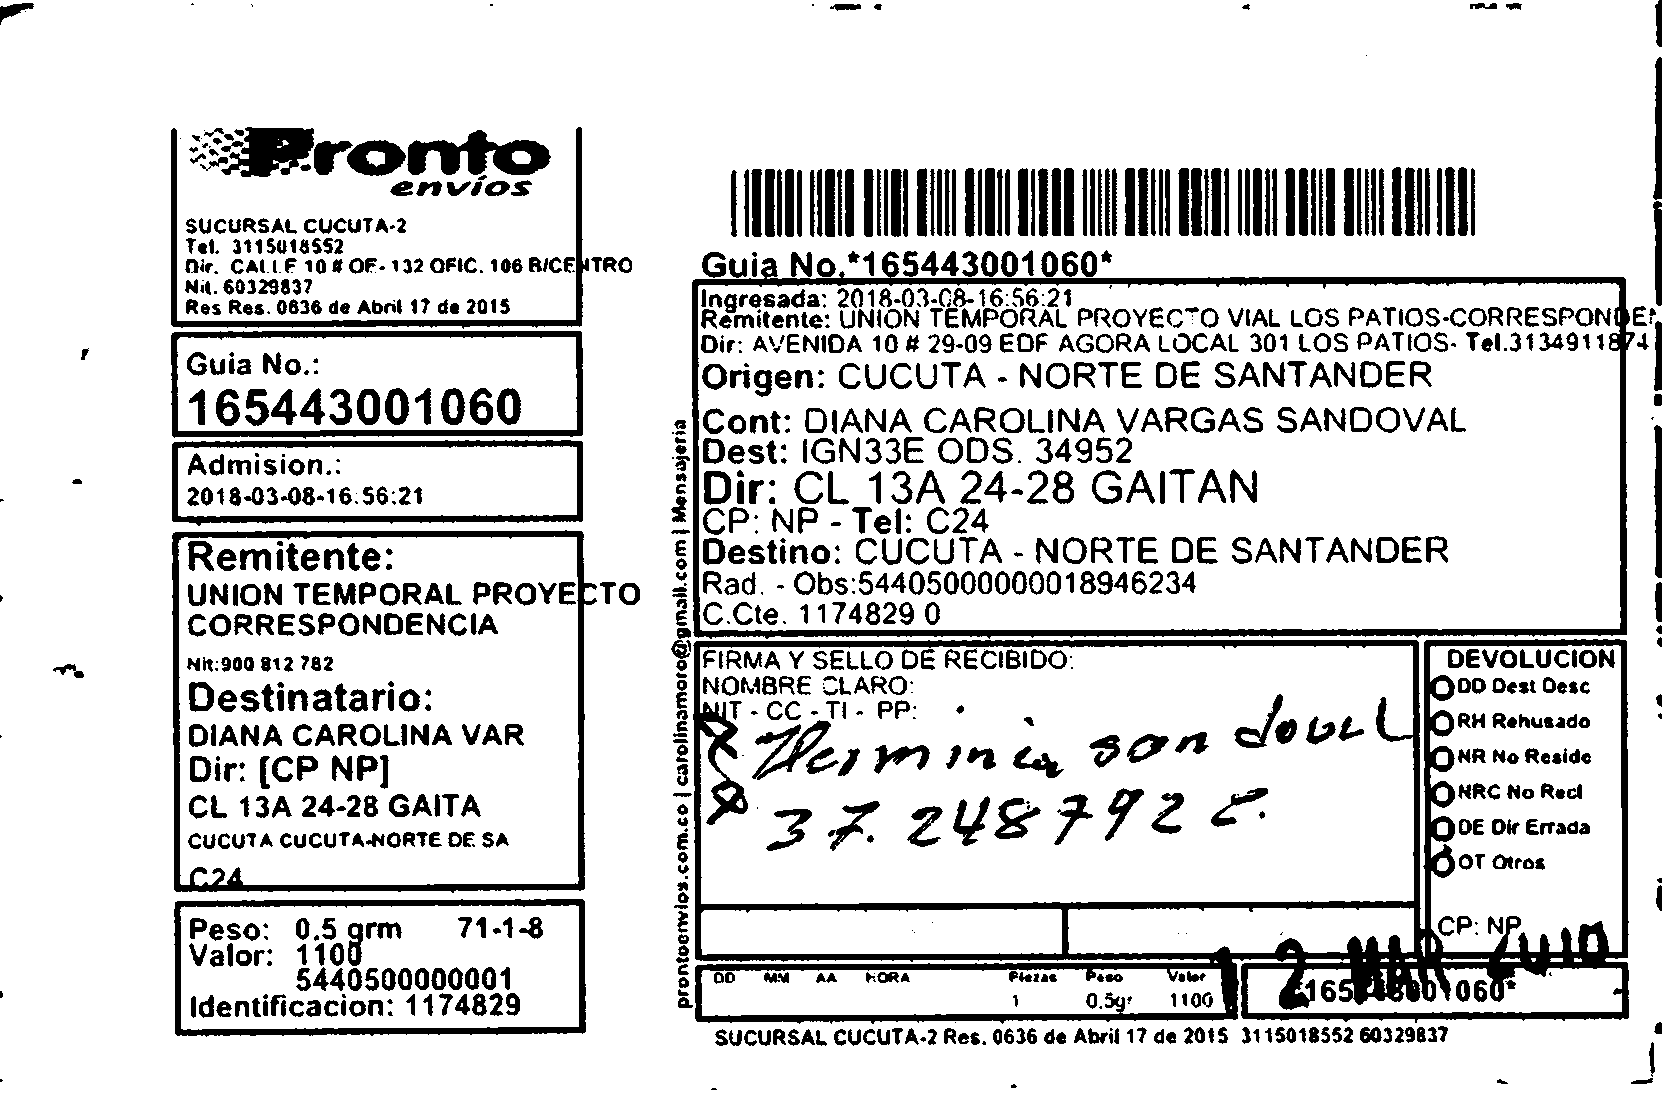 Pronto
envíos
SUCURSAL CUCUTA-2
Tel. 3115018552
Dir. CALLE 10 # OE- 132 OFIC. 106 B/CENTRO
Nit. 60329837
Res Res. 0636 de Abril 17 de 2015
Guia No.:
165443001060
Admision.:
2018-03-08-16:56:21
Remitente:
UNION TEMPORAL PROYECTO
CORRESPONDENCIA
Nit:900 812 782
Destinatario:
DIANA CAROLINA VAR
Dir: [CP NP]
CL 13A 24-28 GAITA
CUCUTA CUCUTA-NORTE DE SA
C24
Peso: 0.5 grm 71-1-8
Valor: 1100
5440500000001
Identificacion: 1174829
prontoenvios.com.co | carolinamoro@gmail.com | Mensajeria
Guia No.*165443001060*
Ingresada: 2018-03-08-16:56:21
Remitente: UNION TEMPORAL PROYECTO VIAL LOS PATIOS-CORRESPONDE
Dir: AVENIDA 10 # 29-09 EDF AGORA LOCAL 301 LOS PATIOS- Tel.3134911874
Origen: CUCUTA - NORTE DE SANTANDER
Cont: DIANA CAROLINA VARGAS SANDOVAL
Dest: IGN33E ODS. 34952
Dir: CL 13A 24-28 GAITAN
CP: NP - Tel: C24
Destino: CUCUTA - NORTE DE SANTANDER
Rad. - Obs:54405000000018946234
C.Cte. 1174829 0
FIRMA Y SELLO DE RECIBIDO:
NOMBRE CLARO:
NIT - CC - TI - PP:
Herminia sandoval
37.248792 c.
DEVOLUCION
DD Dest Desc
RH Rehusado
NR No Reside
NRC No Recl
DE Dir Errada
OT Otros
CP: NP
12 MAR 2018
DD MM AA HORA Piezas Peso Valor
1 0.5gr 1100
*165443001060*
SUCURSAL CUCUTA-2 Res. 0636 de Abril 17 de 2015 3115018552 60329837